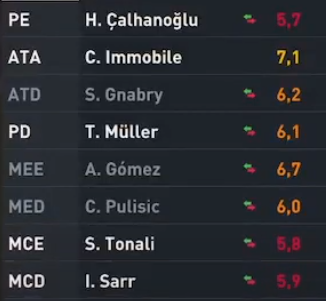 PE H. Çalhanoğlu 5,7
ATA C. Immobile 7,1
ATD S. Gnabry 6,2
PD T. Müller 6,1
MEE A. Gómez 6,7
MED C. Pulisic 6,0
MCE S. Tonali 5,8
MCD I. Sarr 5,9